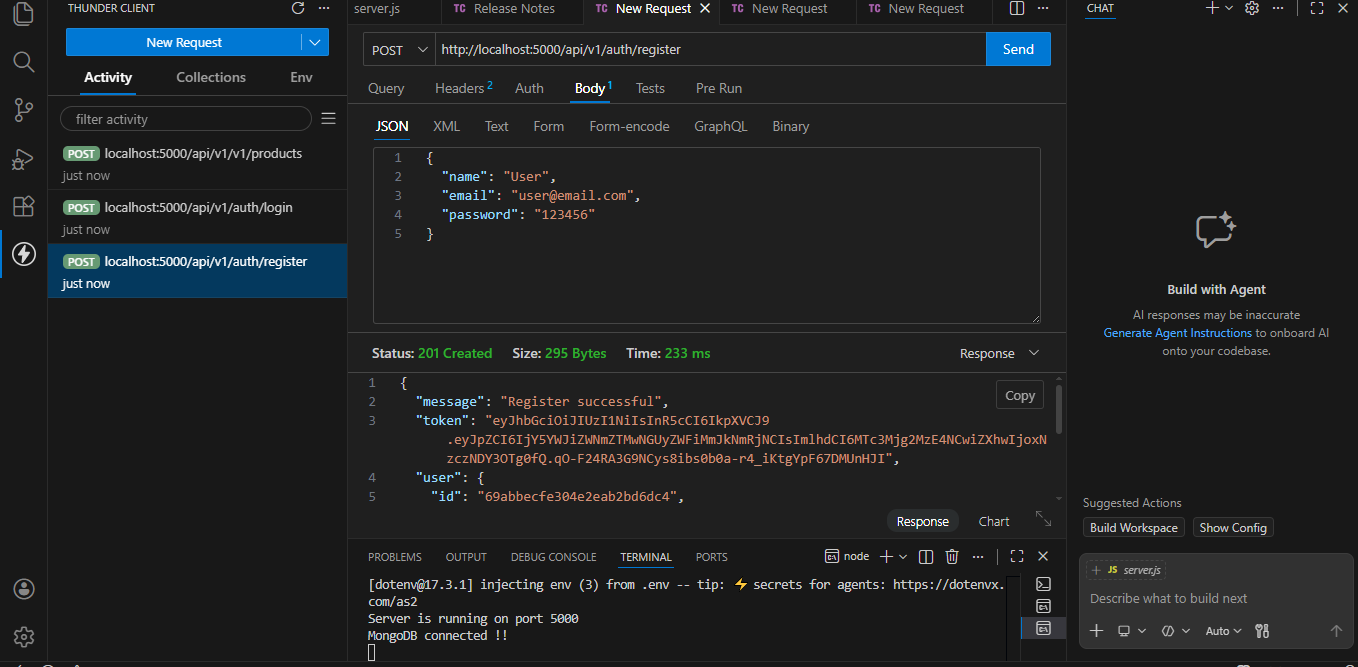 THUNDER CLIENT
server.js
TC Release Notes
TC New Request
TC New Request
TC New Request
CHAT
New Request
Activity
Collections
Env
filter activity
POST localhost:5000/api/v1/v1/products
just now
POST localhost:5000/api/v1/auth/login
just now
POST localhost:5000/api/v1/auth/register
just now
POST
http://localhost:5000/api/v1/auth/register
Send
Query
Headers 2
Auth
Body 1
Tests
Pre Run
JSON
XML
Text
Form
Form-encode
GraphQL
Binary
1 {
2 "name": "User",
3 "email": "user@email.com",
4 "password": "123456"
5 }
Status: 201 Created
Size: 295 Bytes
Time: 233 ms
Response
Copy
1 {
2 "message": "Register successful",
3 "token": "eyJhbGciOiJIUzI1NiIsInR5cCI6IkpXVCJ9
.eyJpZCI6IjY5YWJiZWNmZTMwNGUyZWFiMmJkNmRjNCIsImlhdCI6MTc3Mjg2MzE4NCwiZXhwIjoxN
zczNDY3OTg0fQ.qO-F24RA3G9NCys8ibs0b0a-r4_iKtgYpF67DMUnHJI",
4 "user": {
5 "id": "69abbecfe304e2eab2bd6dc4",
Response
Chart
PROBLEMS
OUTPUT
DEBUG CONSOLE
TERMINAL
PORTS
node
[dotenv@17.3.1] injecting env (3) from .env -- tip: ⚡ secrets for agents: https://dotenvx.
com/as2
Server is running on port 5000
MongoDB connected !!
Build with Agent
AI responses may be inaccurate
Generate Agent Instructions to onboard AI
onto your codebase.
Suggested Actions
Build Workspace
Show Config
JS server.js
Describe what to build next
Auto